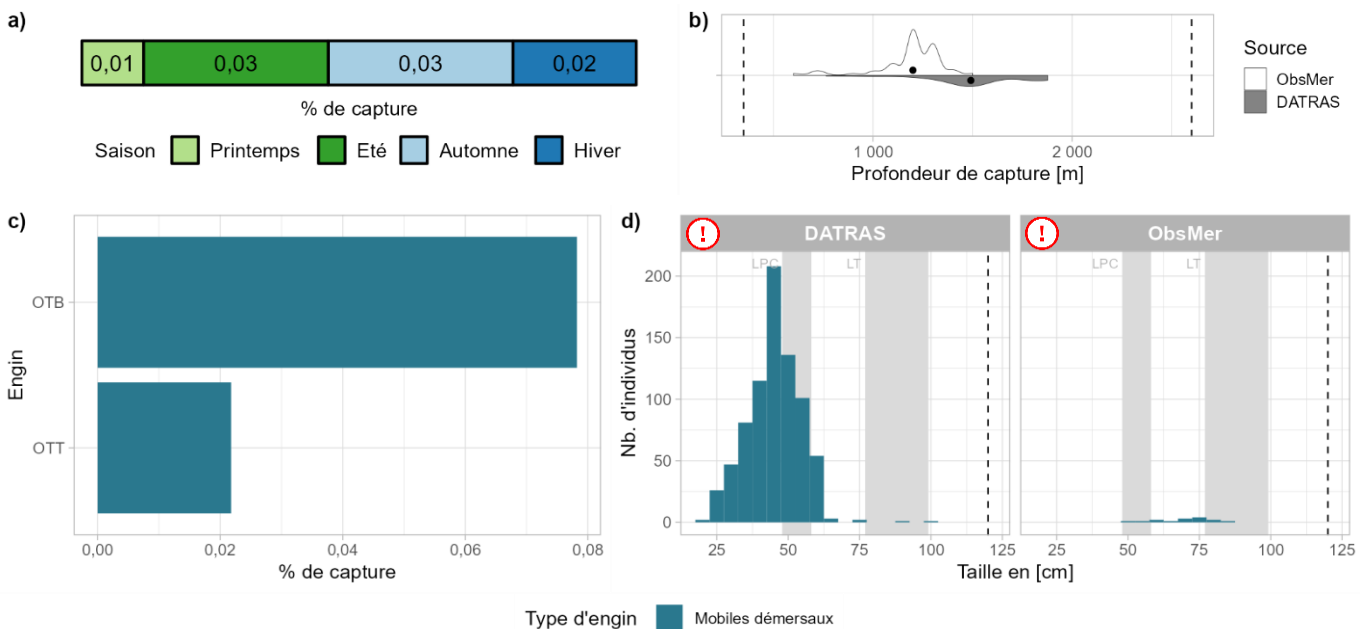 a)
0,01 0,03 0,03 0,02
% de capture
Saison Printemps Eté Automne Hiver
b)
1 000 2 000
Profondeur de capture [m]
Source
ObsMer
DATRAS
c)
Engin
OTB
OTT
0,00 0,02 0,04 0,06 0,08
% de capture
d)
! DATRAS ! ObsMer
LPC LT LPC LT
Nb. d'individus
200
150
100
50
0
25 50 75 100 125 25 50 75 100 125
Taille en [cm]
Type d'engin Mobiles démersaux